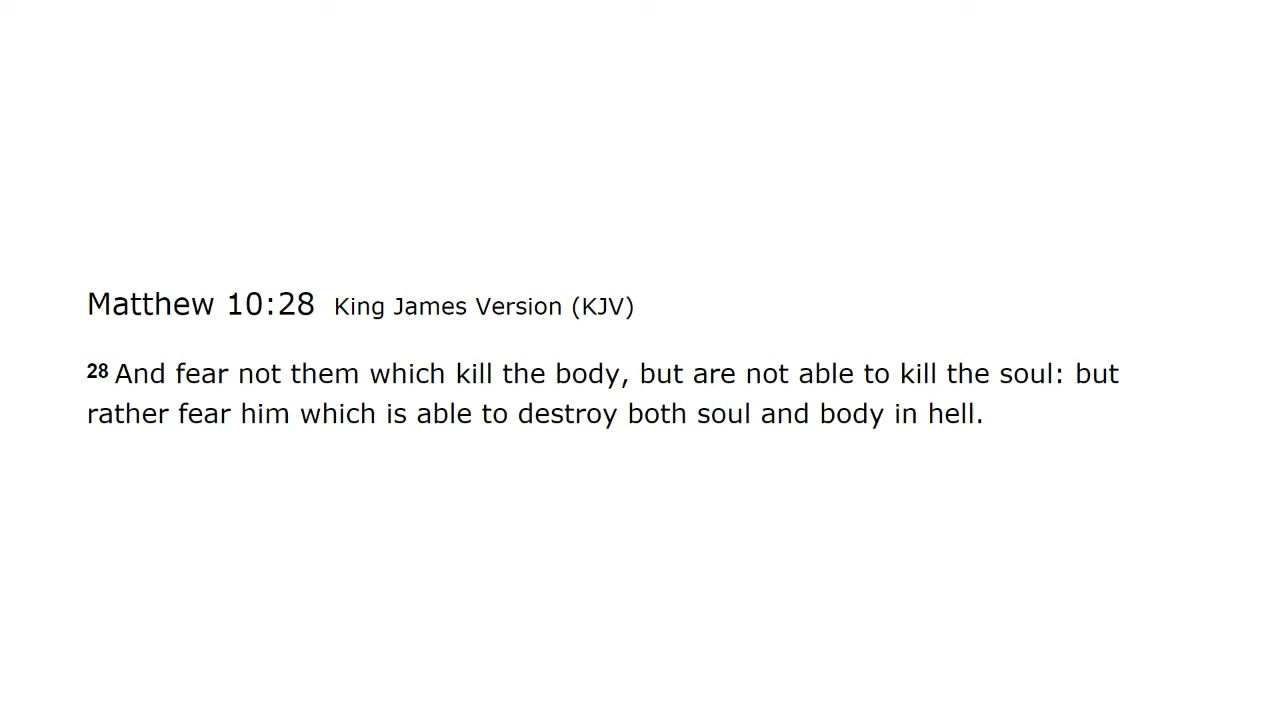 Matthew 10:28 King James Version (KJV)
28 And fear not them which kill the body, but are not able to kill the soul: but
rather fear him which is able to destroy both soul and body in hell.